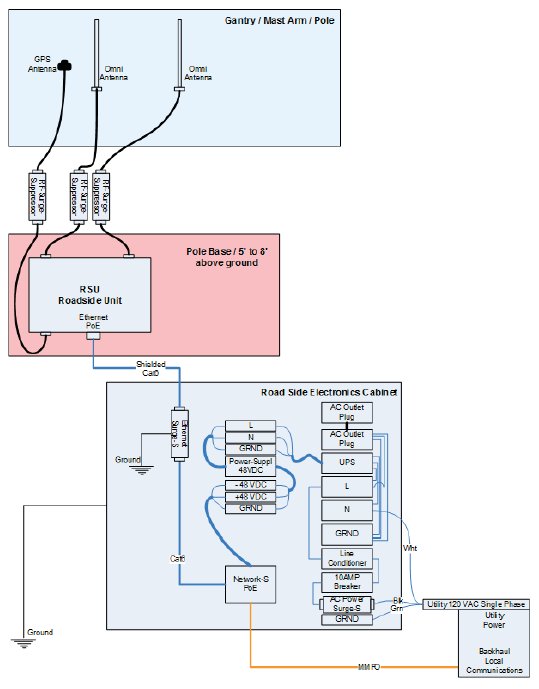 Gantry / Mast Arm / Pole
GPS
Antenna
Omni
Antenna
Omni
Antenna
RF-Surge
Suppressor
RF-Surge
Suppressor
RF-Surge
Suppressor
Pole Base / 5' to 8'
above ground
RSU
Roadside Unit
Ethernet
PoE
Shielded
Cat6
Road Side Electronics Cabinet
AC Outlet
Plug
AC Outlet
Plug
Ethernet
Surge-S
L
N
GRND
Power-Suppl
48VDC
-48 VDC
+48 VDC
GRND
UPS
L
N
GRND
Ground
Line
Conditioner
Wht
Cat6
Network-S
PoE
10AMP
Breaker
AC Power
Surge-S
GRND
Blk
Grn
Utility 120 VAC Single Phase
Utility
Power
Ground
Backhaul
Local
Communications
MMFO